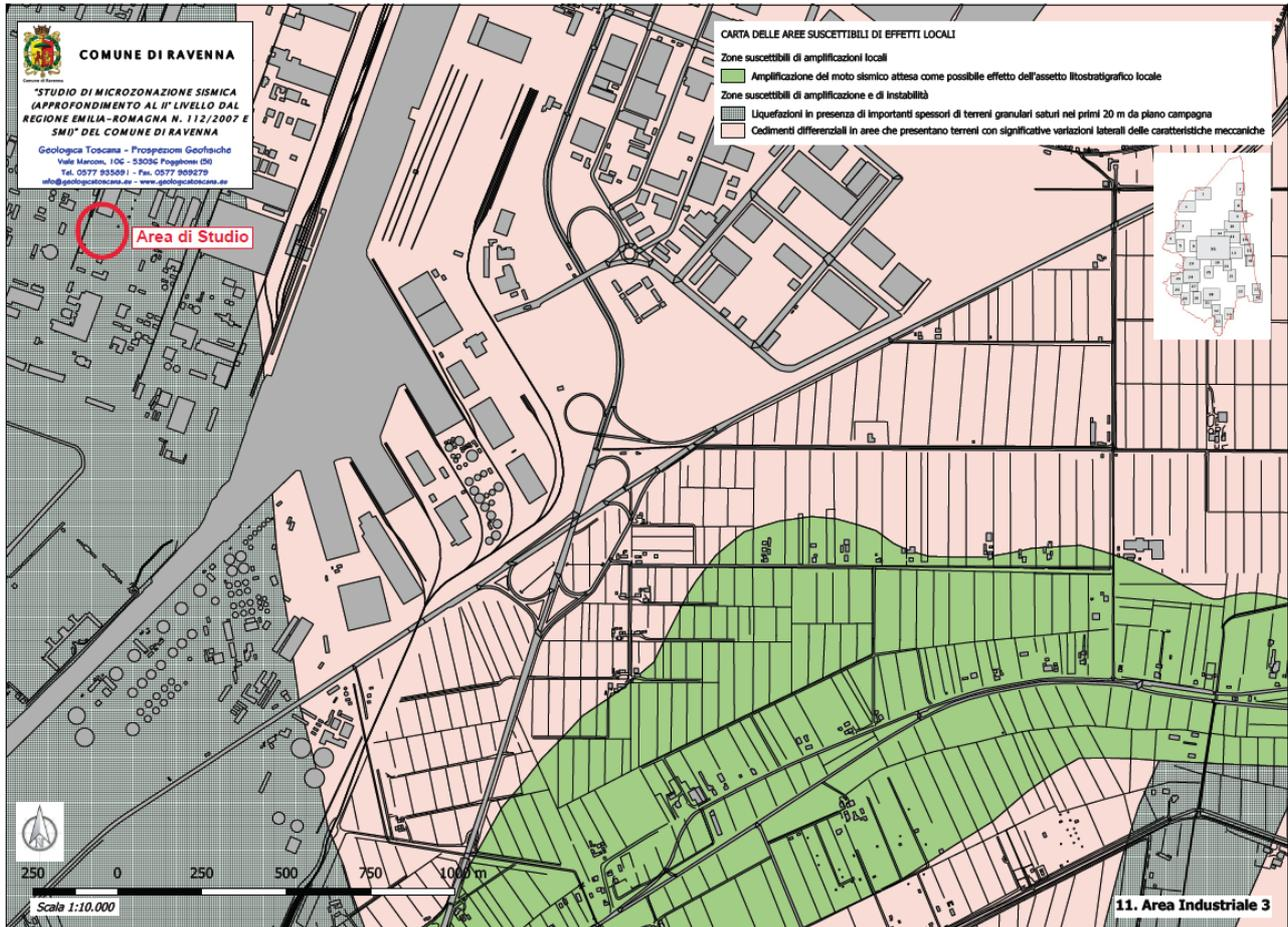 COMUNE DI RAVENNA
Comune di Ravenna
"STUDIO DI MICROZONAZIONE SISMICA
(APPROFONDIMENTO AL II° LIVELLO DAL
REGIONE EMILIA-ROMAGNA N. 112/2007 E
SMI)" DEL COMUNE DI RAVENNA
Geologica Toscana - Prospezioni Geofisiche
Viale Marconi, 106 - 53036 Poggibonsi (SI)
Tel. 0577 935891 - Fax. 0577 989279
info@geologicatoscana.eu - www.geologicatoscana.eu
Area di Studio
CARTA DELLE AREE SUSCETTIBILI DI EFFETTI LOCALI
Zone suscettibili di amplificazioni locali
Amplificazione del moto sismico attesa come possibile effetto dell'assetto litostratigrafico locale
Zone suscettibili di amplificazione e di instabilità
Liquefazioni in presenza di importanti spessori di terreni granulari saturi nei primi 20 m da piano campagna
Cedimenti differenziali in aree che presentano terreni con significative variazioni laterali delle caratteristiche meccaniche
250 0 250 500 750 1000 m
Scala 1:10.000
11. Area Industriale 3